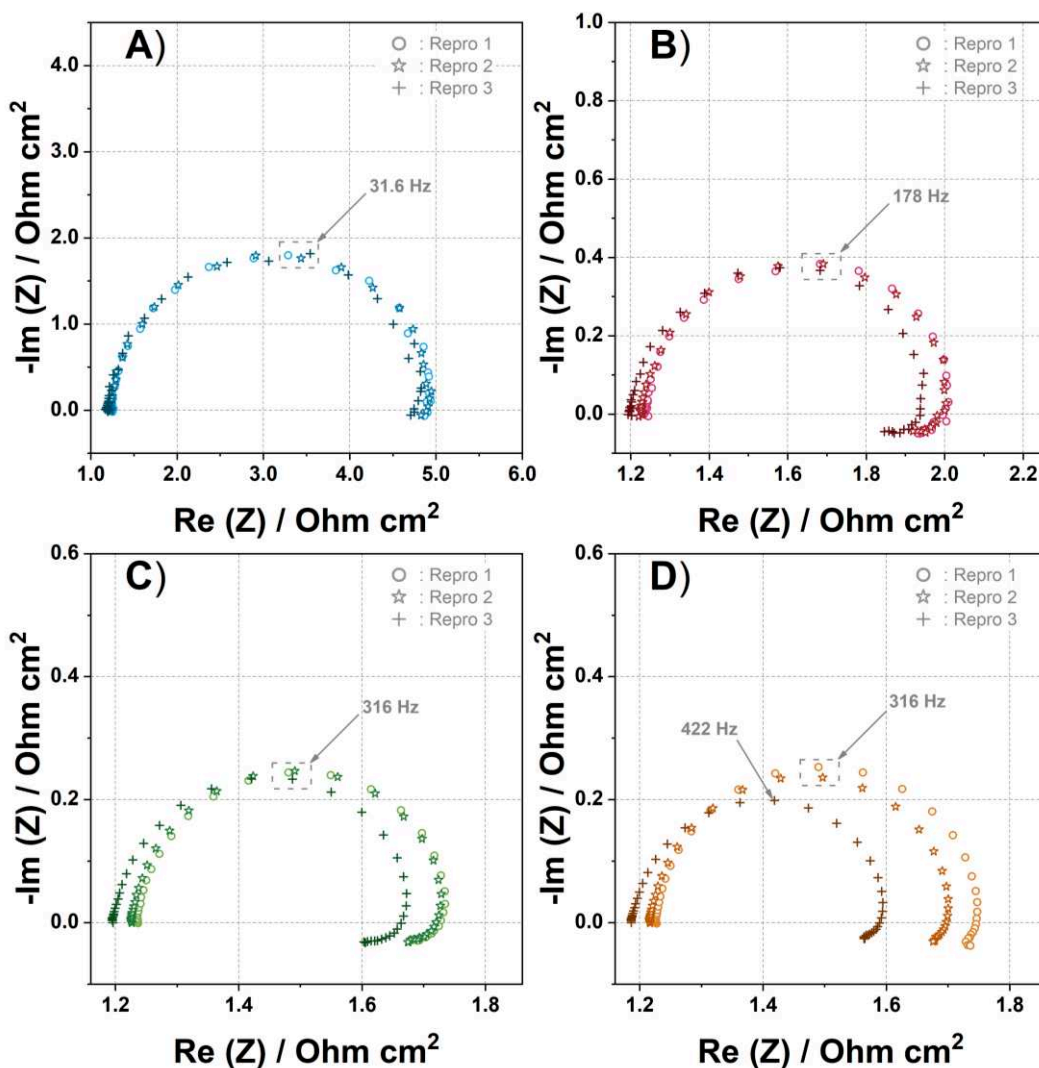 A)
○ : Repro 1
☆ : Repro 2
+ : Repro 3
31.6 Hz
-Im (Z) / Ohm cm²
4.0
3.0
2.0
1.0
0.0
1.0 2.0 3.0 4.0 5.0 6.0
Re (Z) / Ohm cm²
B)
○ : Repro 1
☆ : Repro 2
+ : Repro 3
178 Hz
-Im (Z) / Ohm cm²
1.0
0.8
0.6
0.4
0.2
0.0
1.2 1.4 1.6 1.8 2.0 2.2
Re (Z) / Ohm cm²
C)
○ : Repro 1
☆ : Repro 2
+ : Repro 3
316 Hz
-Im (Z) / Ohm cm²
0.6
0.4
0.2
0.0
1.2 1.4 1.6 1.8
Re (Z) / Ohm cm²
D)
○ : Repro 1
☆ : Repro 2
+ : Repro 3
316 Hz
422 Hz
-Im (Z) / Ohm cm²
0.6
0.4
0.2
0.0
1.2 1.4 1.6 1.8
Re (Z) / Ohm cm²